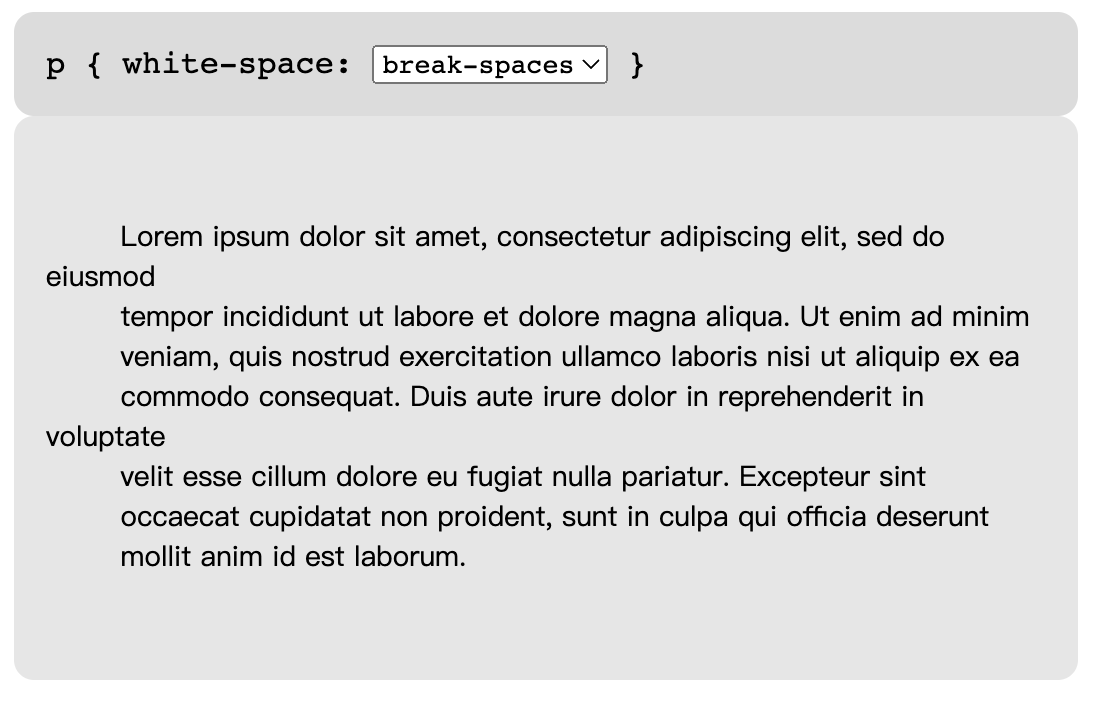 p { white-space: break-spaces }
Lorem ipsum dolor sit amet, consectetur adipiscing elit, sed do
eiusmod
tempor incididunt ut labore et dolore magna aliqua. Ut enim ad minim
veniam, quis nostrud exercitation ullamco laboris nisi ut aliquip ex ea
commodo consequat. Duis aute irure dolor in reprehenderit in
voluptate
velit esse cillum dolore eu fugiat nulla pariatur. Excepteur sint
occaecat cupidatat non proident, sunt in culpa qui officia deserunt
mollit anim id est laborum.